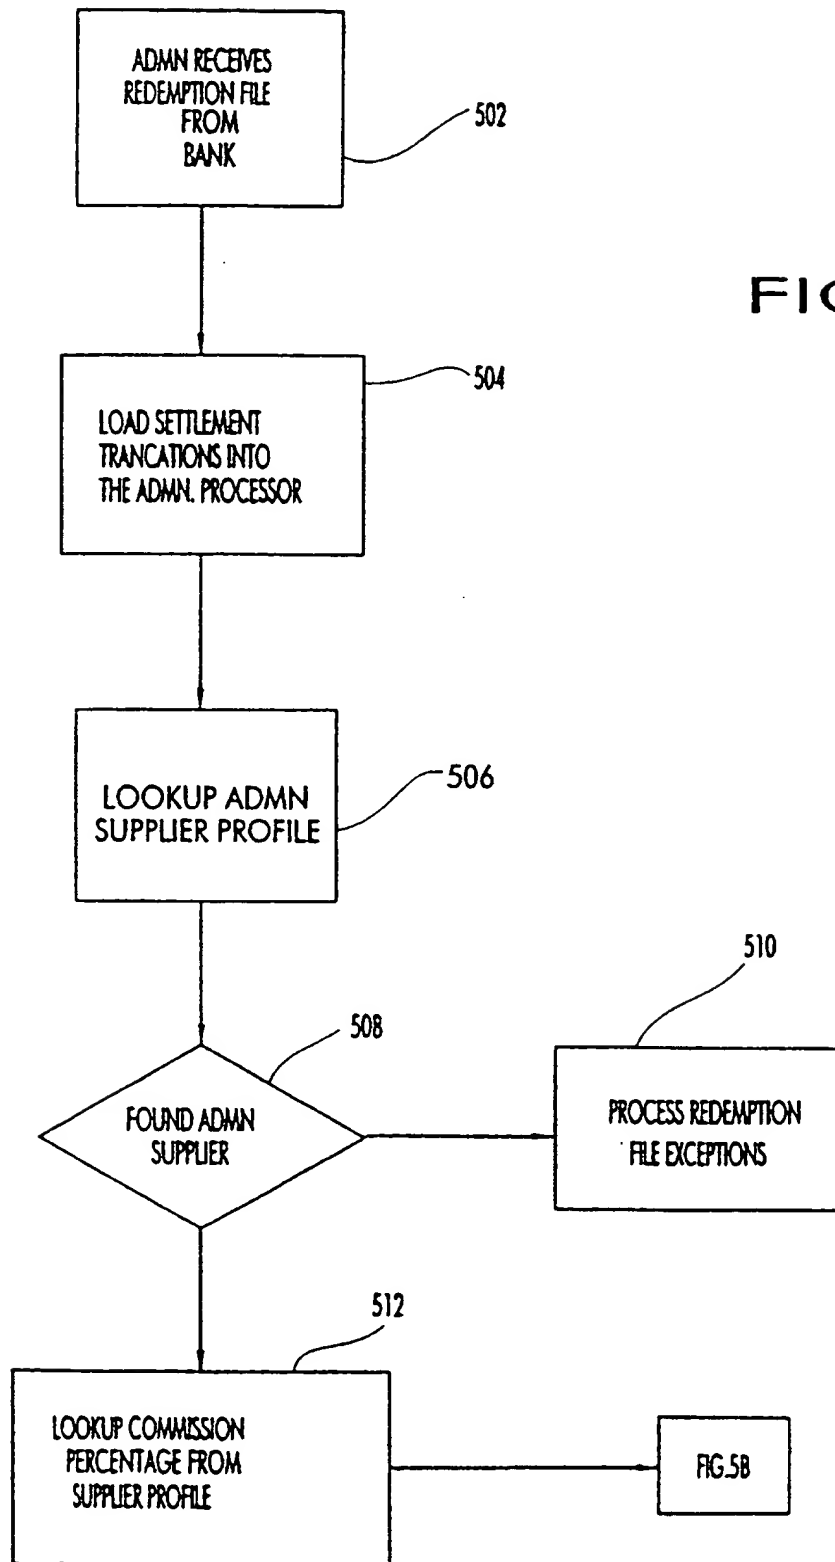 ADMN RECEIVES
REDEMPTION FILE
FROM
BANK
502
FIG
504
LOAD SETTLEMENT
TRANCATIONS INTO
THE ADMN. PROCESSOR
LOOKUP ADMN
SUPPLIER PROFILE
506
510
508
FOUND ADMN
SUPPLIER
PROCESS REDEMPTION
FILE EXCEPTIONS
512
LOOKUP COMMISSION
PERCENTAGE FROM
SUPPLIER PROFILE
FIG.5B